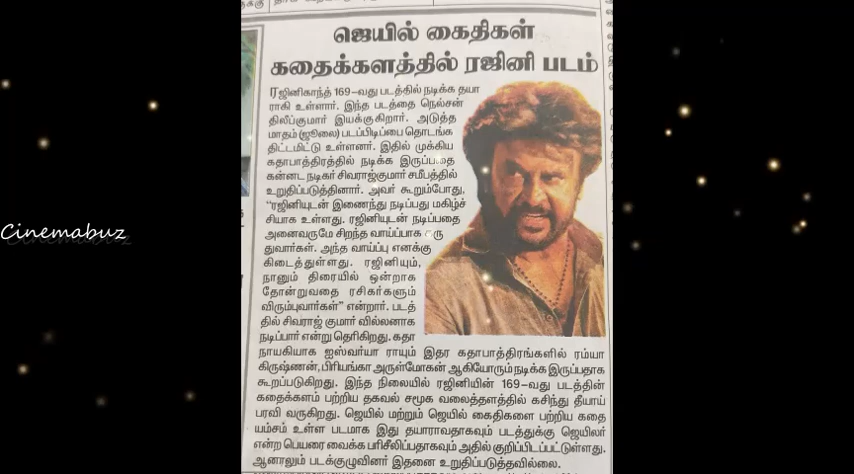 ஜெயில் கைதிகள்
கதைக்களத்தில் ரஜினி படம்
ரஜினிகாந்த் 169-வது படத்தில் நடிக்க தயா
ராகி உள்ளார். இந்த படத்தை நெல்சன்
திலீப்குமார் இயக்குகிறார். அடுத்த
மாதம் (ஜூலை) படப்பிடிப்பை தொடங்க
திட்டமிட்டு உள்ளனர். இதில் முக்கிய
கதாபாத்திரத்தில் நடிக்க இருப்பதை
கன்னட நடிகர் சிவராஜ்குமார் சமீபத்தில்
உறுதிப்படுத்தினார். அவர் கூறும்போது,
“ரஜினியுடன் இணைந்து நடிப்பது மகிழ்ச்
சியாக உள்ளது. ரஜினியுடன் நடிப்பதை
அனைவருமே சிறந்த வாய்ப்பாக கரு
துவார்கள். அந்த வாய்ப்பு எனக்கு
கிடைத்துள்ளது. ரஜினியும்,
நானும் திரையில் ஒன்றாக
தோன்றுவதை ரசிகர்களும்
விரும்புவார்கள்” என்றார். படத்
தில் சிவராஜ் குமார் வில்லனாக
நடிப்பார் என்று தெரிகிறது. கதா
நாயகியாக ஐஸ்வர்யா ராயும் இதர கதாபாத்திரங்களில் ரம்யா
கிருஷ்ணன், பிரியங்கா அருள்மோகன் ஆகியோரும் நடிக்க இருப்பதாக
கூறப்படுகிறது. இந்த நிலையில் ரஜினியின் 169-வது படத்தின்
கதைக்களம் பற்றிய தகவல் சமூக வலைத்தளத்தில் கசிந்து தீயாய்
பரவி வருகிறது. ஜெயில் மற்றும் ஜெயில் கைதிகளை பற்றிய கதை
யம்சம் உள்ள படமாக இது தயாராவதாகவும் படத்துக்கு ஜெயிலர்
என்ற பெயரை வைக்க பரிசீலிப்பதாகவும் அதில் குறிப்பிடப்பட்டுள்ளது.
ஆனாலும் படக்குழுவினர் இதனை உறுதிப்படுத்தவில்லை.
Cinemabuz